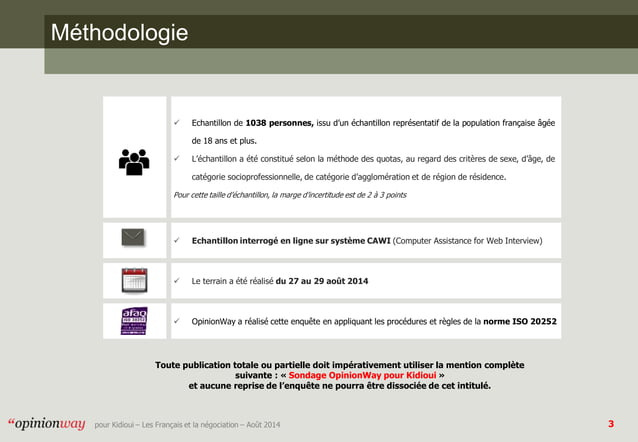 Méthodologie
✓ Echantillon de 1038 personnes, issu d’un échantillon représentatif de la population française âgée
de 18 ans et plus.
✓ L’échantillon a été constitué selon la méthode des quotas, au regard des critères de sexe, d’âge, de
catégorie socioprofessionnelle, de catégorie d’agglomération et de région de résidence.
Pour cette taille d’échantillon, la marge d’incertitude est de 2 à 3 points
✓ Echantillon interrogé en ligne sur système CAWI (Computer Assistance for Web Interview)
✓ Le terrain a été réalisé du 27 au 29 août 2014
afaq
ISO 20252
✓ OpinionWay a réalisé cette enquête en appliquant les procédures et règles de la norme ISO 20252
Toute publication totale ou partielle doit impérativement utiliser la mention complète
suivante : « Sondage OpinionWay pour Kidioui »
et aucune reprise de l’enquête ne pourra être dissociée de cet intitulé.
“opinionway pour Kidioui – Les Français et la négociation – Août 2014
3